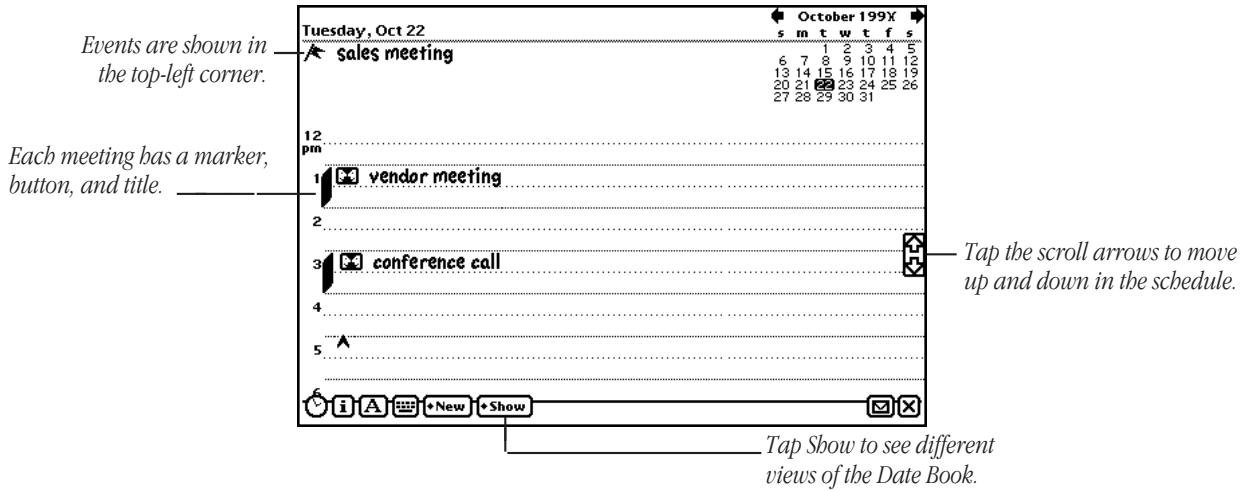 Tuesday, Oct 22
October 199X
s m t w t f s
1 2 3 4 5
6 7 8 9 10 11 12
13 14 15 16 17 18 19
20 21 22 23 24 25 26
27 28 29 30 31
Events are shown in
the top-left corner.
sales meeting
12
pm
Each meeting has a marker,
button, and title.
1 vendor meeting
2
3 conference call
Tap the scroll arrows to move
up and down in the schedule.
4
5
6
i A New Show
Tap Show to see different
views of the Date Book.